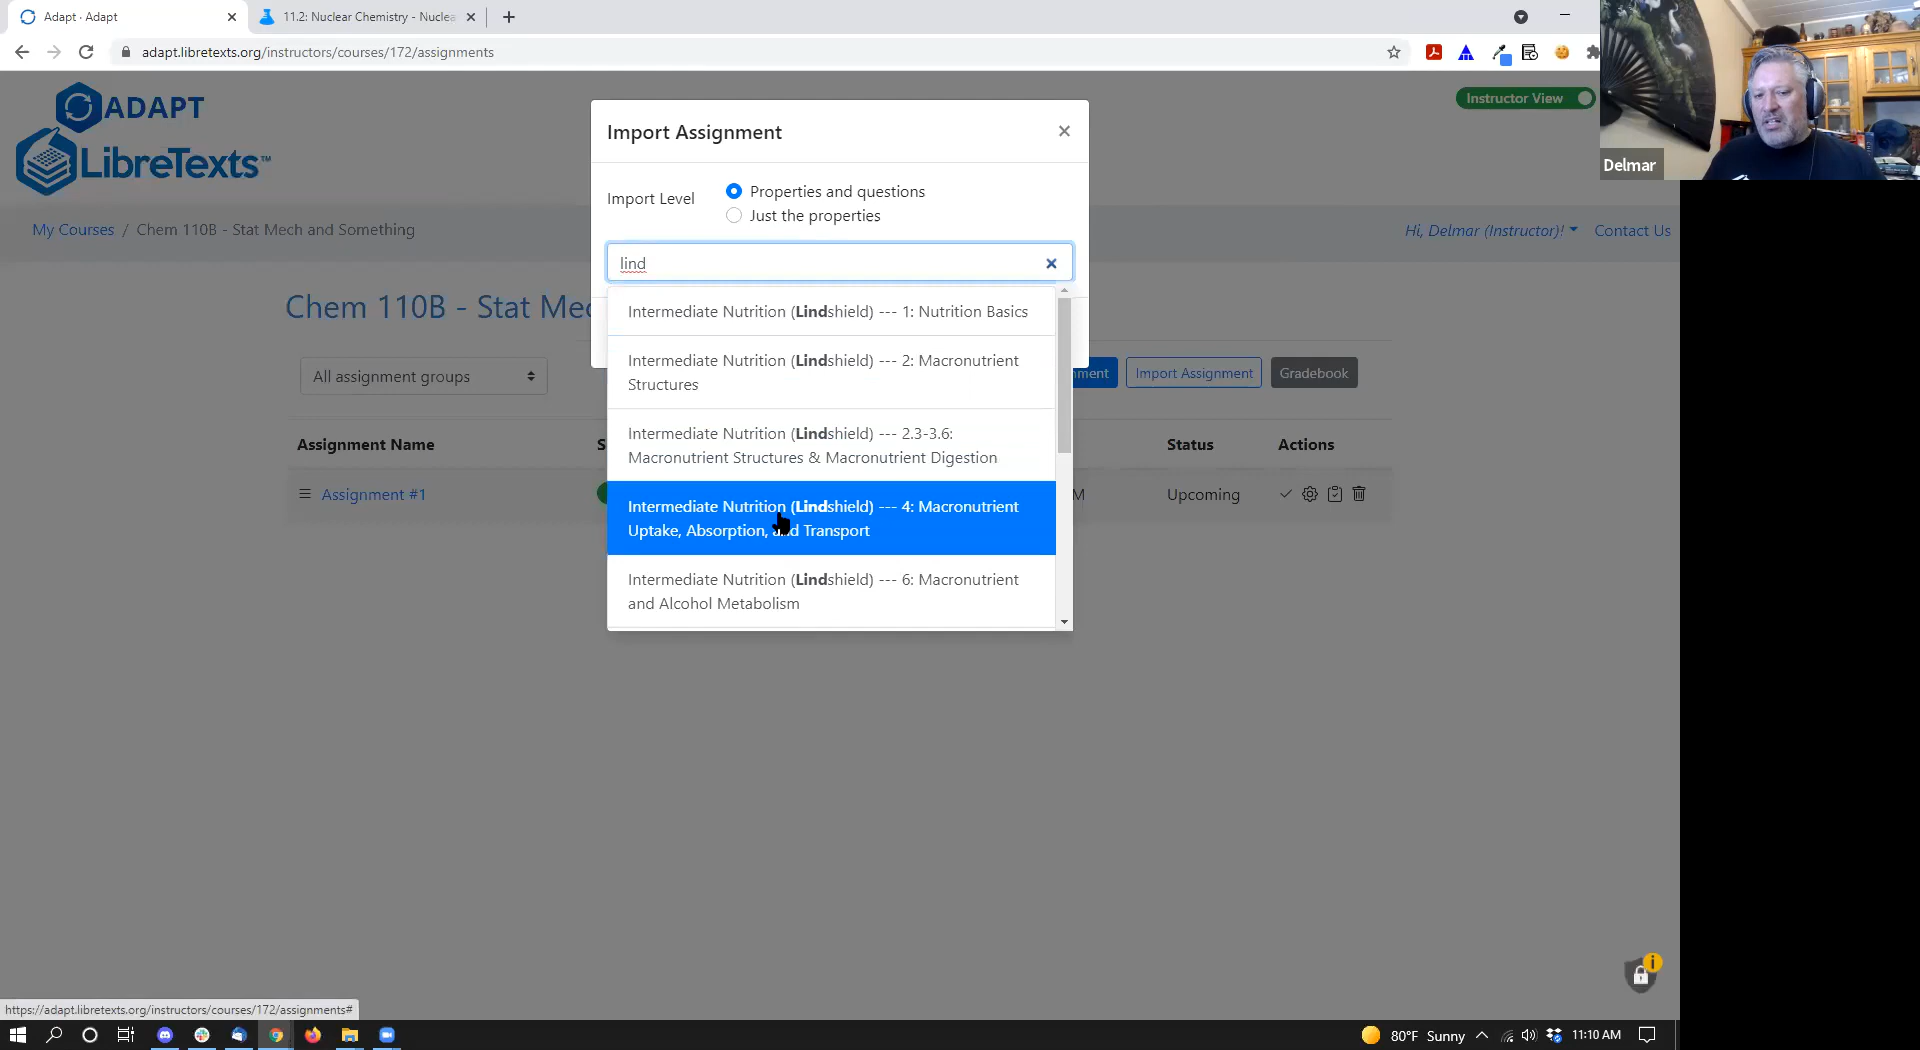 Adapt · Adapt
11.2: Nuclear Chemistry - Nuclea
adapt.libretexts.org/instructors/courses/172/assignments
ADAPT
LibreTexts™
Instructor View
Delmar
My Courses / Chem 110B - Stat Mech and Something
Hi, Delmar (Instructor)!
Contact Us
Import Assignment
Import Level
Properties and questions
Just the properties
lind
Intermediate Nutrition (Lindshield) --- 1: Nutrition Basics
Intermediate Nutrition (Lindshield) --- 2: Macronutrient
Structures
Intermediate Nutrition (Lindshield) --- 2.3-3.6:
Macronutrient Structures & Macronutrient Digestion
Intermediate Nutrition (Lindshield) --- 4: Macronutrient
Uptake, Absorption, and Transport
Intermediate Nutrition (Lindshield) --- 6: Macronutrient
and Alcohol Metabolism
Chem 110B - Stat Mec
All assignment groups
nment
Import Assignment
Gradebook
Assignment Name
S
Status
Actions
Assignment #1
M
Upcoming
https://adapt.libretexts.org/instructors/courses/172/assignments#
80°F Sunny
11:10 AM